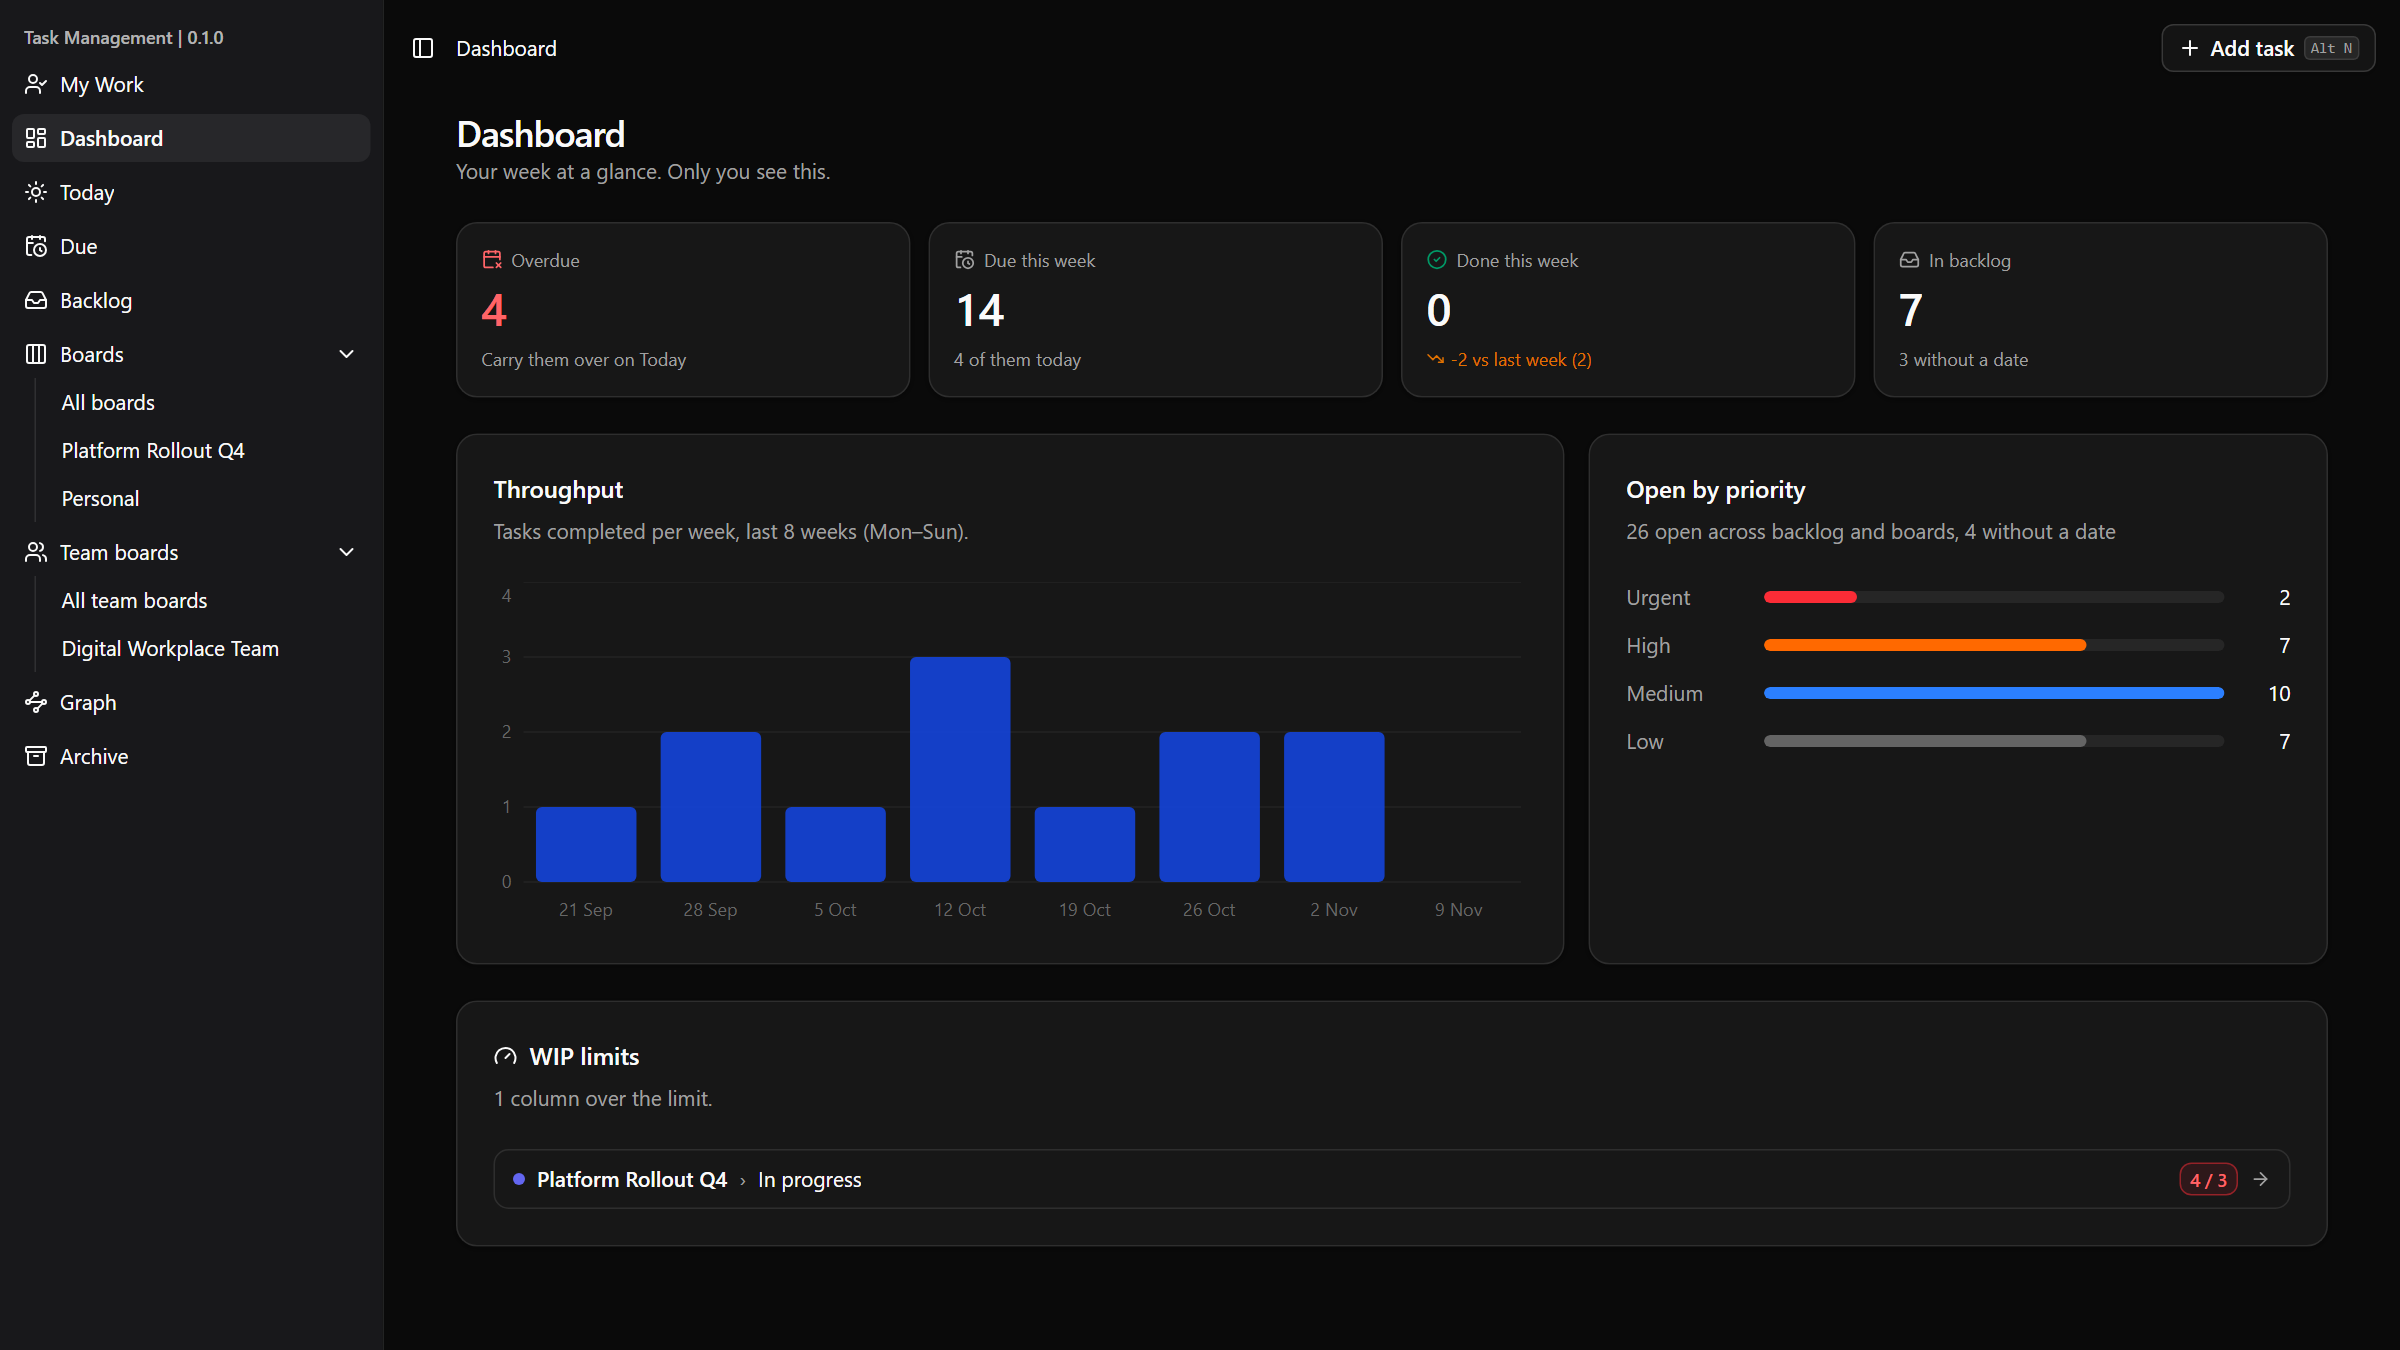 Task Management | 0.1.0
My Work
Dashboard
Today
Due
Backlog
Boards
All boards
Platform Rollout Q4
Personal
Team boards
All team boards
Digital Workplace Team
Graph
Archive
Dashboard
Add task Alt N
Dashboard
Your week at a glance. Only you see this.
Overdue
4
Carry them over on Today
Due this week
14
4 of them today
Done this week
0
-2 vs last week (2)
In backlog
7
3 without a date
Throughput
Tasks completed per week, last 8 weeks (Mon–Sun).
4
3
2
1
0
21 Sep
28 Sep
5 Oct
12 Oct
19 Oct
26 Oct
2 Nov
9 Nov
Open by priority
26 open across backlog and boards, 4 without a date
Urgent 2
High 7
Medium 10
Low 7
WIP limits
1 column over the limit.
Platform Rollout Q4 › In progress 4 / 3